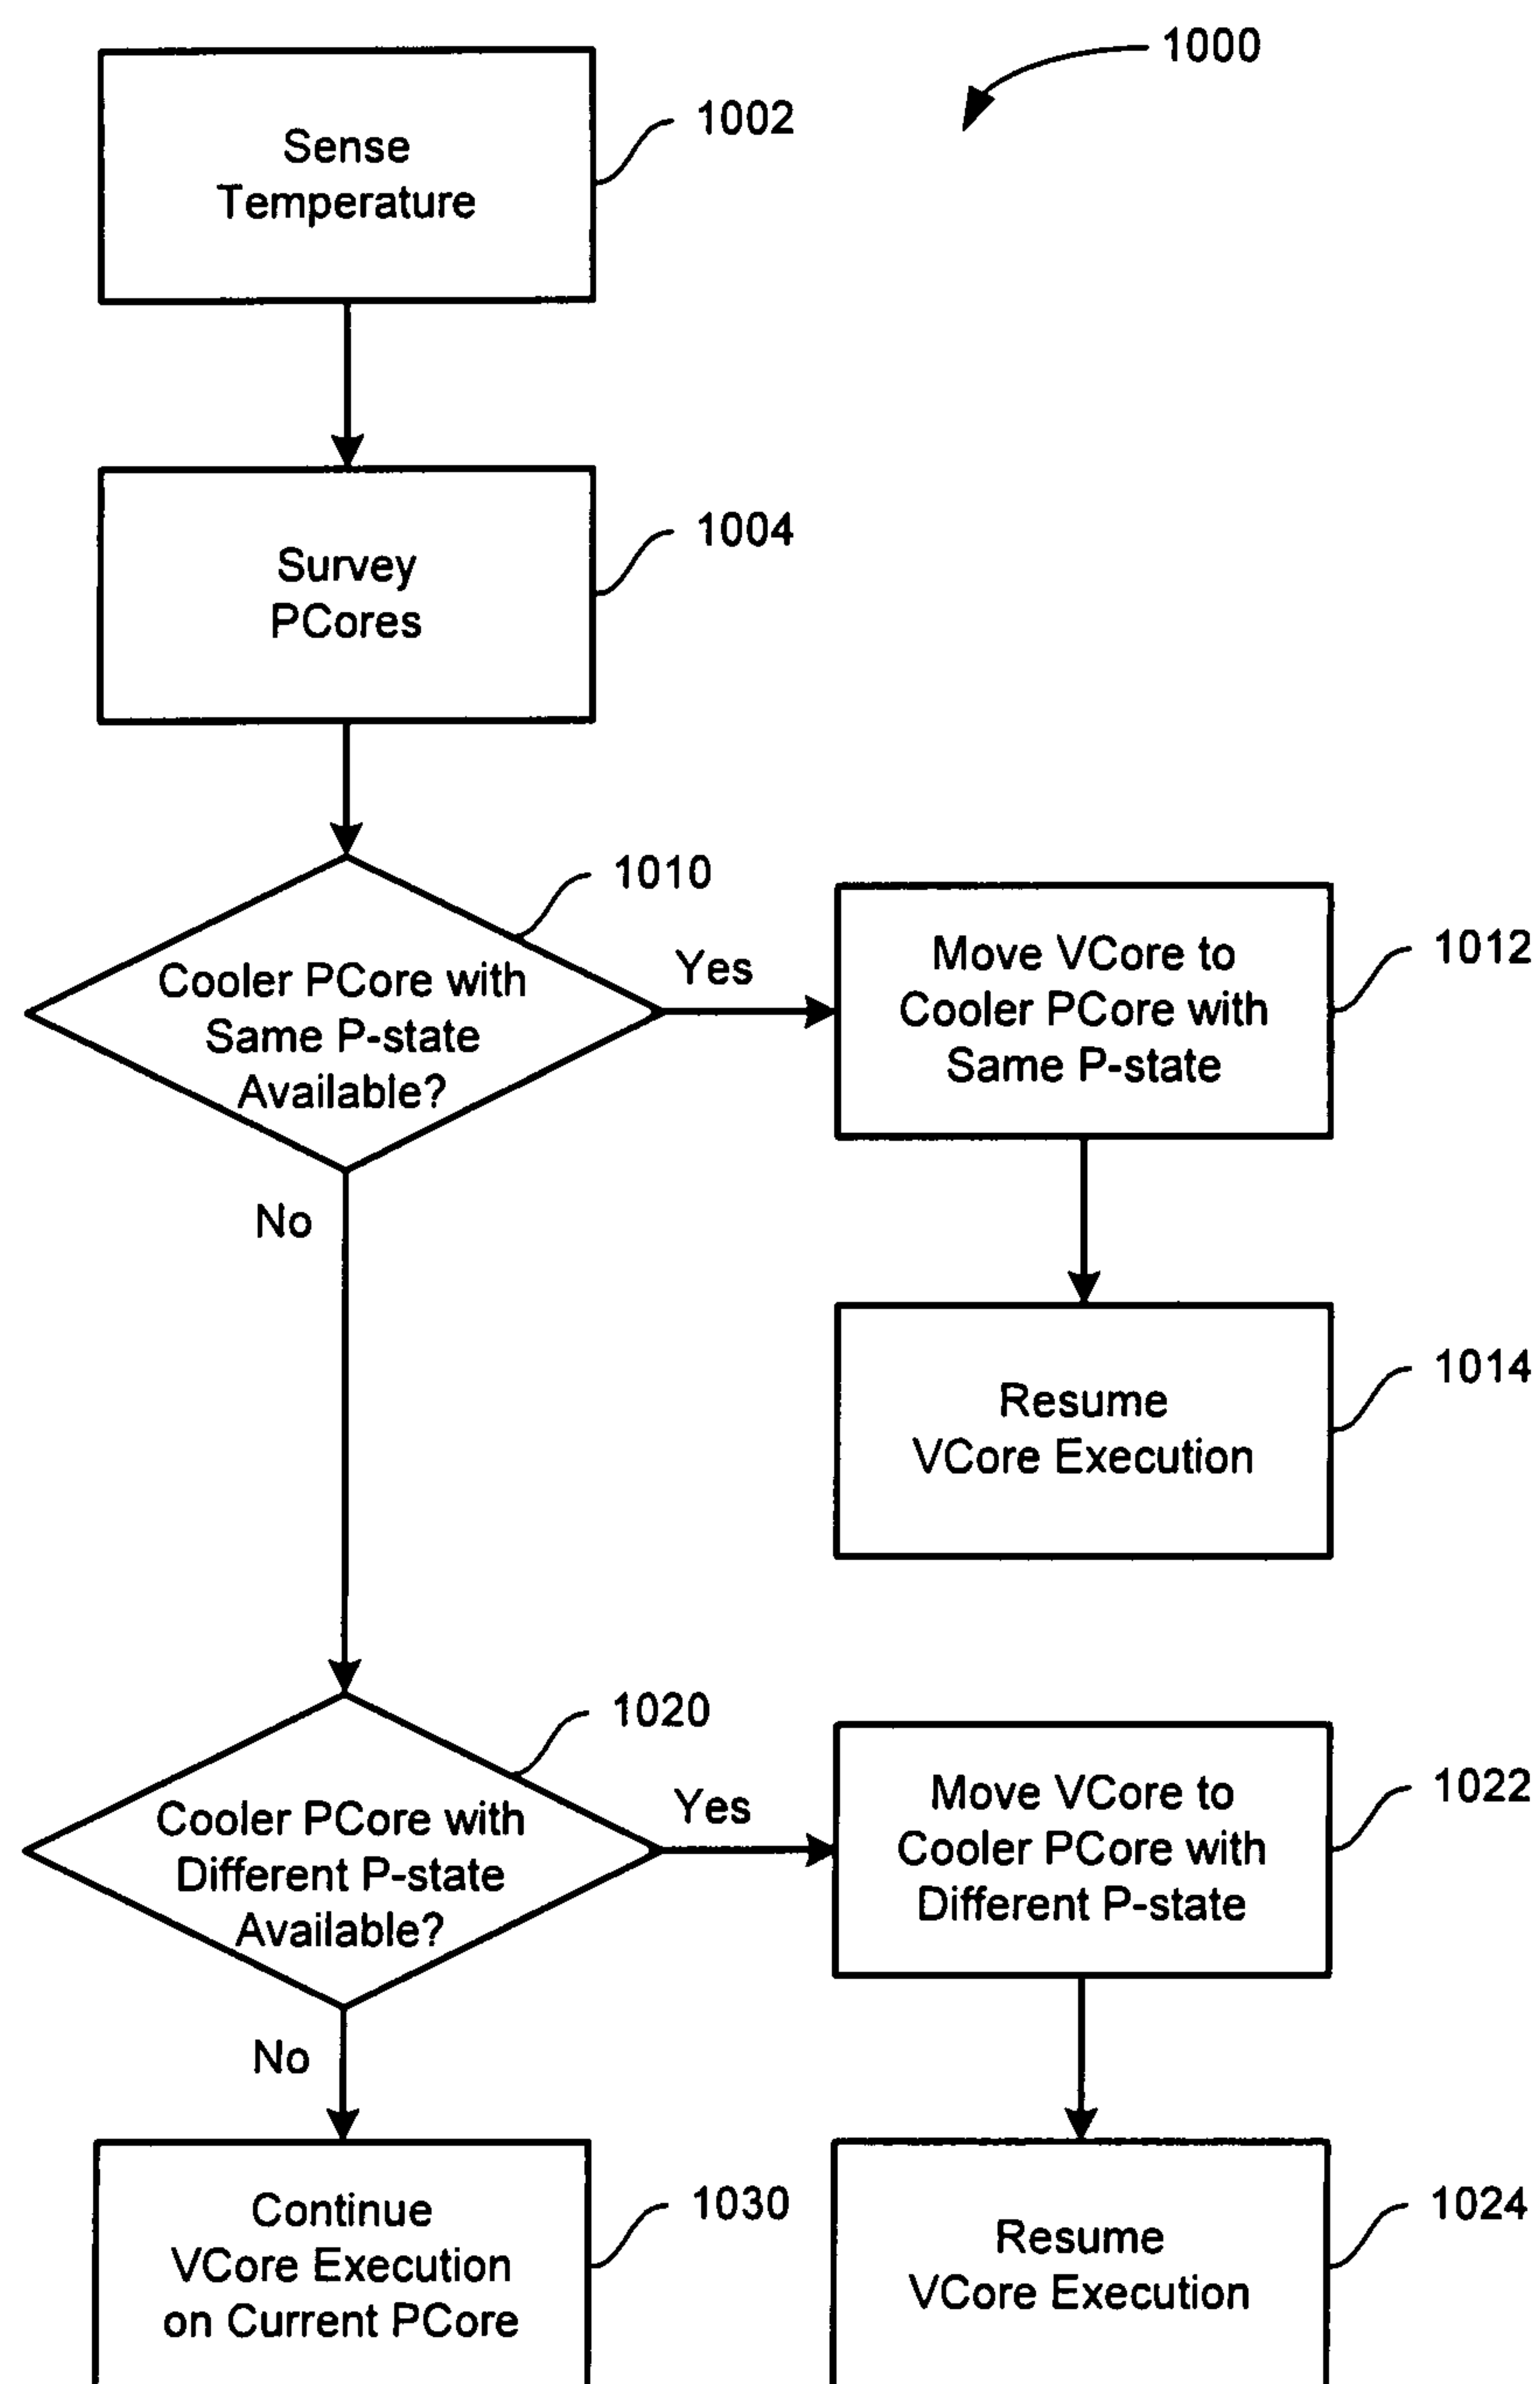 1000
Sense
Temperature
1002
Survey
PCores
1004
Cooler PCore with
Same P-state
Available?
1010
Yes
No
Move VCore to
Cooler PCore with
Same P-state
1012
Resume
VCore Execution
1014
Cooler PCore with
Different P-state
Available?
1020
Yes
No
Move VCore to
Cooler PCore with
Different P-state
1022
Continue
VCore Execution
on Current PCore
1030
Resume
VCore Execution
1024